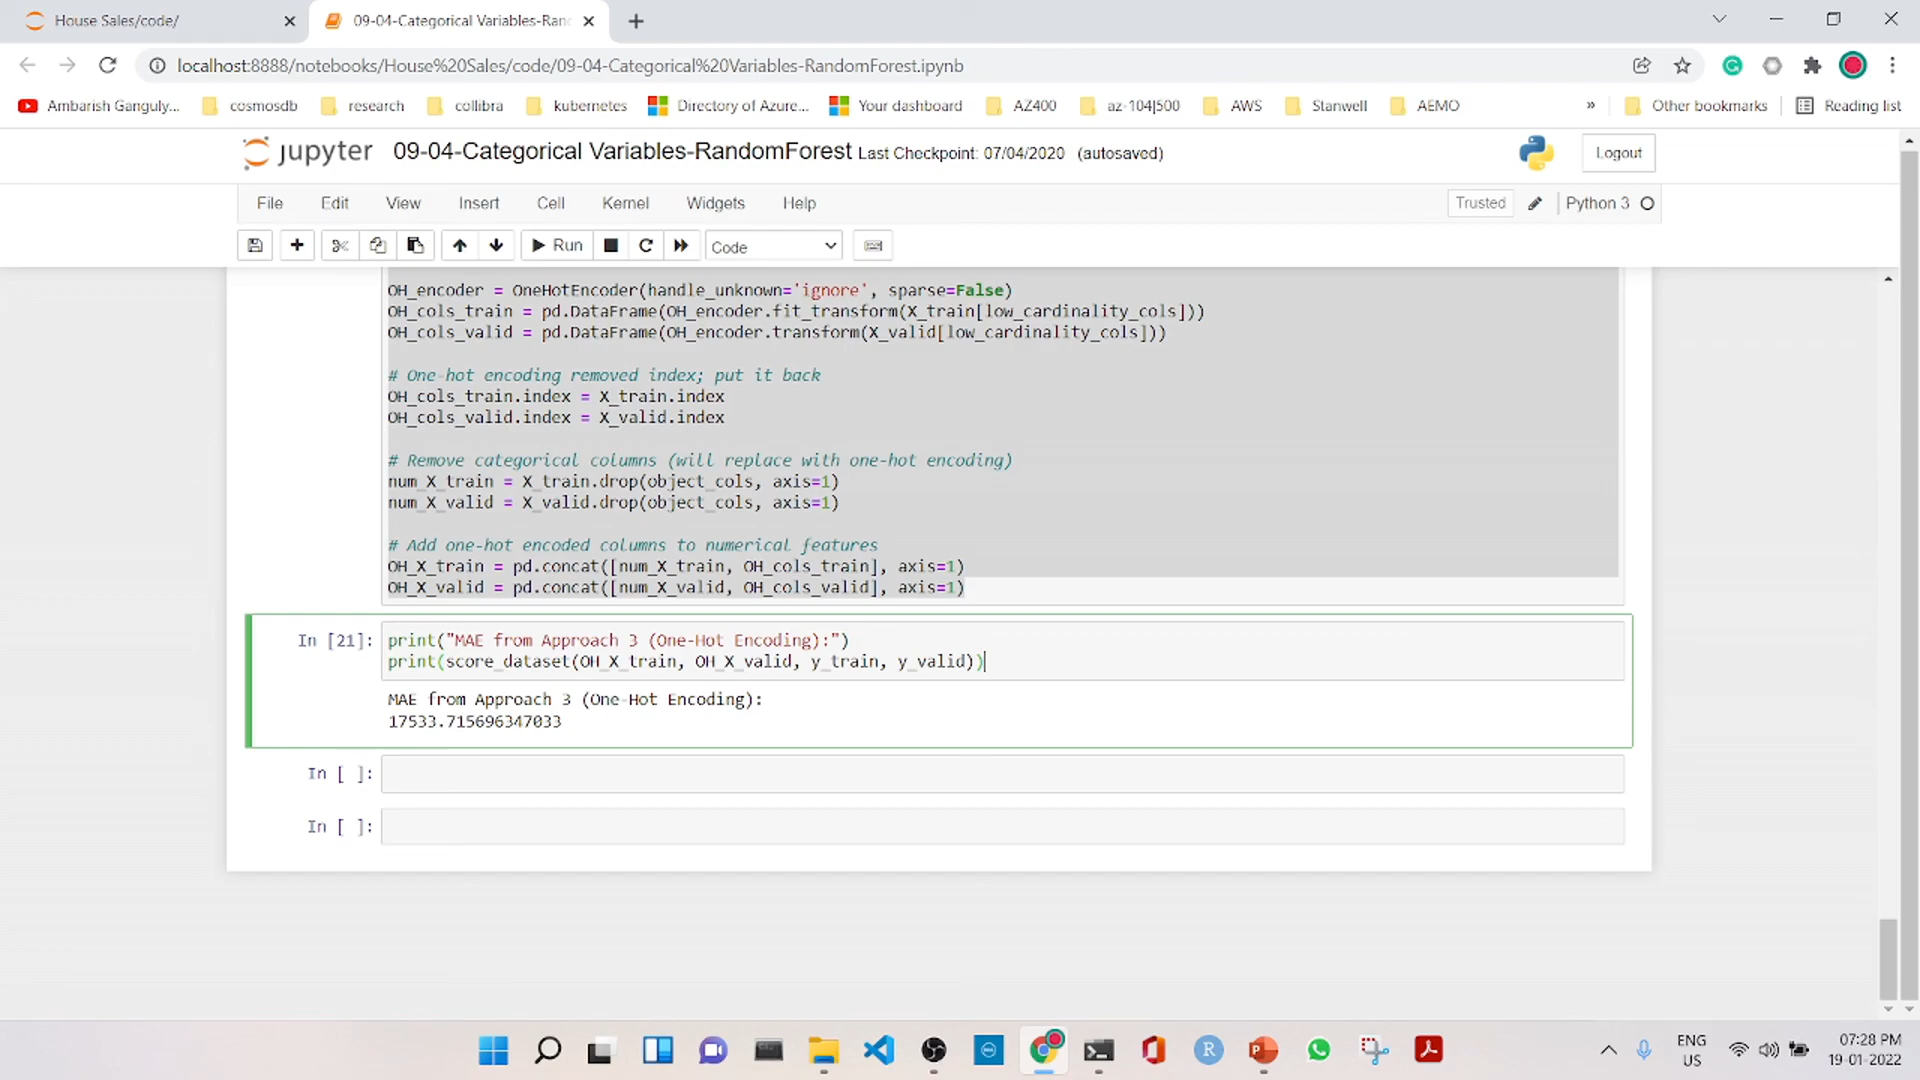 House Sales/code/
09-04-Categorical Variables-Ran
localhost:8888/notebooks/House%20Sales/code/09-04-Categorical%20Variables-RandomForest.ipynb
Ambarish Ganguly... cosmosdb research collibra kubernetes Directory of Azure... Your dashboard AZ400 az-104|500 AWS Stanwell AEMO » Other bookmarks Reading list
jupyter 09-04-Categorical Variables-RandomForest Last Checkpoint: 07/04/2020 (autosaved) Logout
File Edit View Insert Cell Kernel Widgets Help Trusted Python 3
Run Code
OH_encoder = OneHotEncoder(handle_unknown='ignore', sparse=False)
OH_cols_train = pd.DataFrame(OH_encoder.fit_transform(X_train[low_cardinality_cols]))
OH_cols_valid = pd.DataFrame(OH_encoder.transform(X_valid[low_cardinality_cols]))
# One-hot encoding removed index; put it back
OH_cols_train.index = X_train.index
OH_cols_valid.index = X_valid.index
# Remove categorical columns (will replace with one-hot encoding)
num_X_train = X_train.drop(object_cols, axis=1)
num_X_valid = X_valid.drop(object_cols, axis=1)
# Add one-hot encoded columns to numerical features
OH_X_train = pd.concat([num_X_train, OH_cols_train], axis=1)
OH_X_valid = pd.concat([num_X_valid, OH_cols_valid], axis=1)
In [21]: print("MAE from Approach 3 (One-Hot Encoding):")
print(score_dataset(OH_X_train, OH_X_valid, y_train, y_valid))
MAE from Approach 3 (One-Hot Encoding):
17533.715696347033
In [ ]:
In [ ]:
ENG
US
07:28 PM
19-01-2022